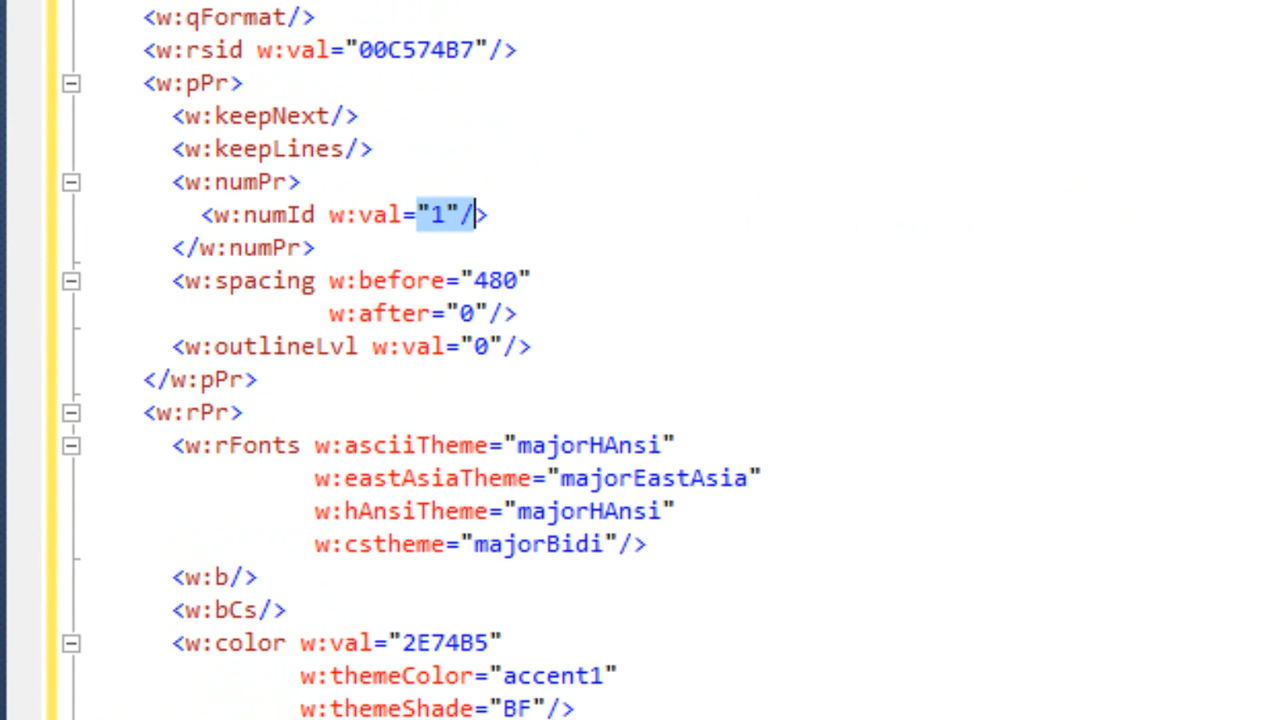 <w:qFormat/>
<w:rsid w:val="00C574B7"/>
<w:pPr>
<w:keepNext/>
<w:keepLines/>
<w:numPr>
<w:numId w:val="1"/>
</w:numPr>
<w:spacing w:before="480"
w:after="0"/>
<w:outlineLvl w:val="0"/>
</w:pPr>
<w:rPr>
<w:rFonts w:asciiTheme="majorHAnsi"
w:eastAsiaTheme="majorEastAsia"
w:hAnsiTheme="majorHAnsi"
w:cstheme="majorBidi"/>
<w:b/>
<w:bCs/>
<w:color w:val="2E74B5"
w:themeColor="accent1"
w:themeShade="BF"/>